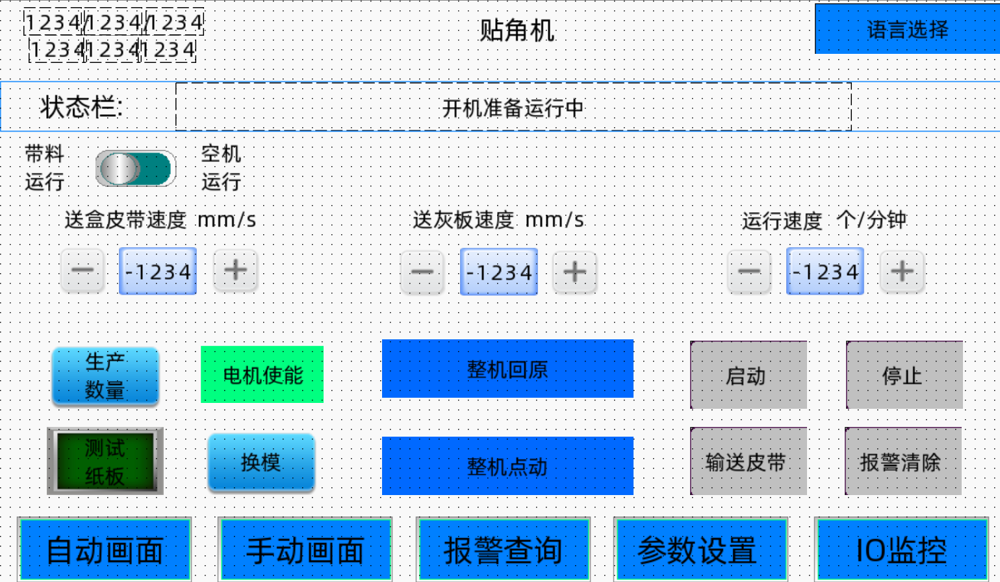 1234/1234/1234
贴角机
语言选择
1234 1234 1234
状态栏:
开机准备运行中
带料
运行
空机
运行
送盒皮带速度 mm/s
送灰板速度 mm/s
运行速度 个/分钟
-1234
-1234
-1234
生产
数量
电机使能
整机回原
启动
停止
测试
纸板
换模
整机点动
输送皮带
报警清除
自动画面
手动画面
报警查询
参数设置
IO监控